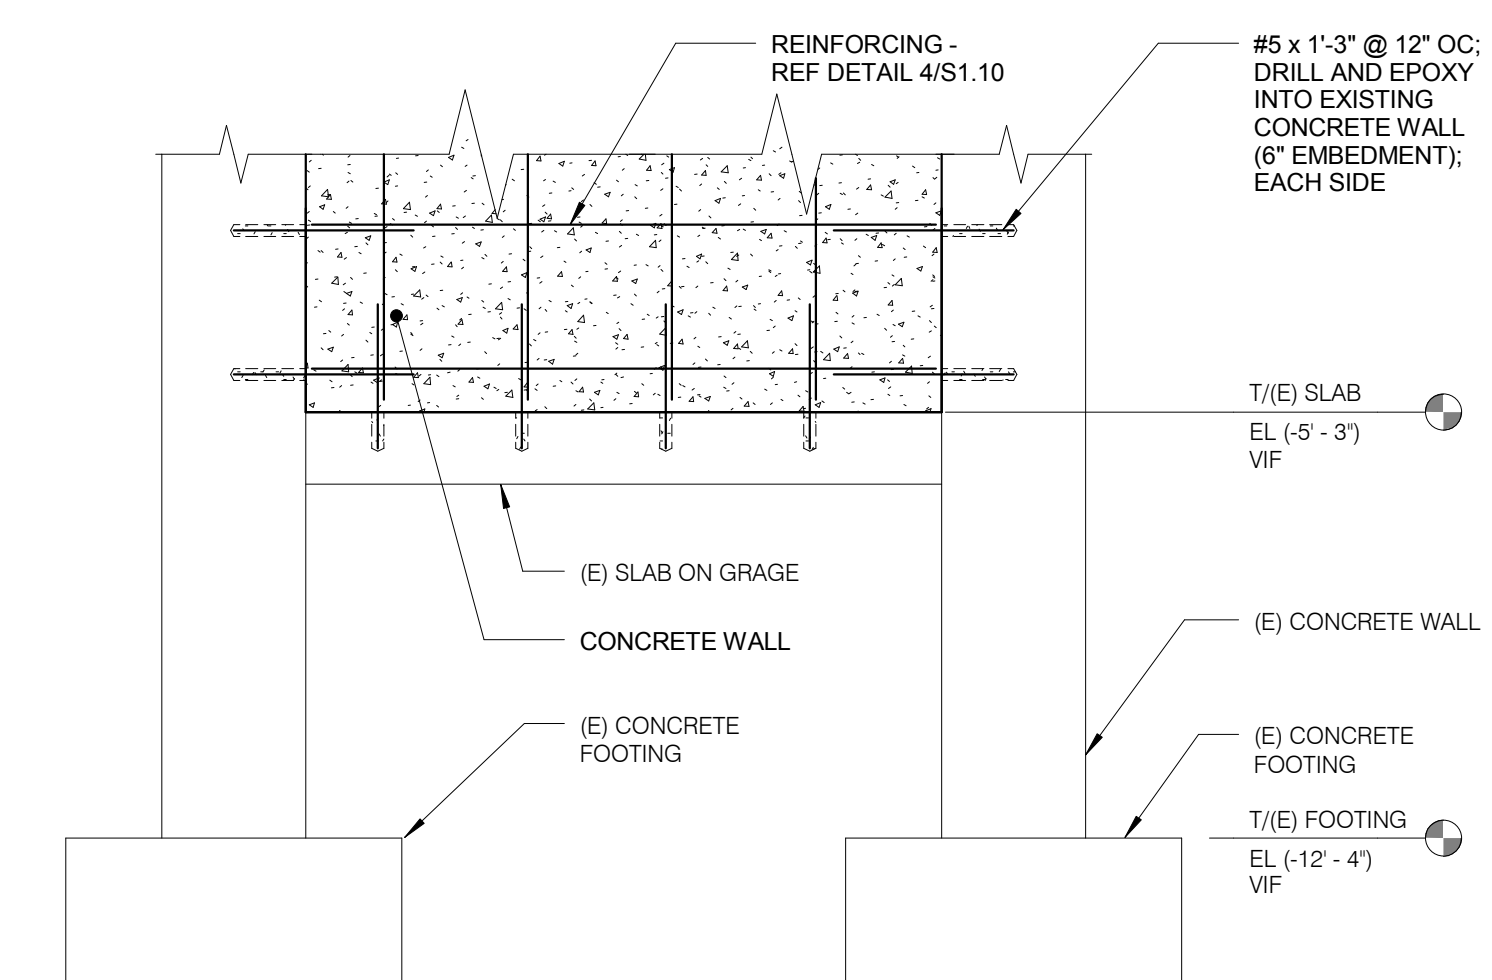 REINFORCING -
REF DETAIL 4/S1.10
#5 x 1'-3" @ 12" OC;
DRILL AND EPOXY
INTO EXISTING
CONCRETE WALL
(6" EMBEDMENT);
EACH SIDE
T/(E) SLAB
EL (-5' - 3")
VIF
(E) SLAB ON GRAGE
CONCRETE WALL
(E) CONCRETE WALL
(E) CONCRETE
FOOTING
(E) CONCRETE
FOOTING
T/(E) FOOTING
EL (-12' - 4")
VIF